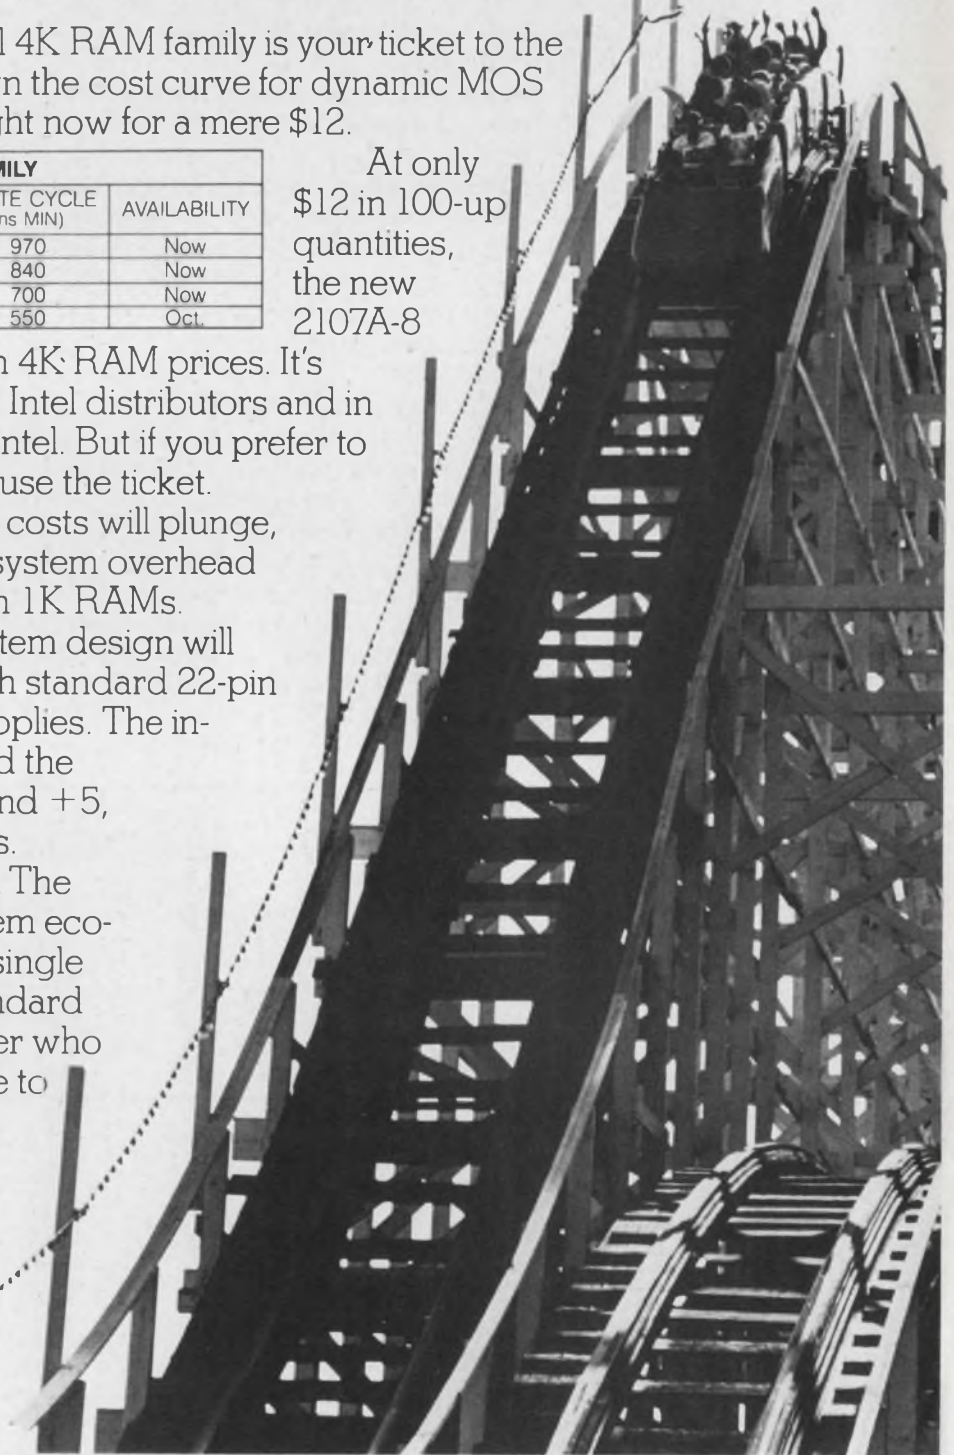 l 4K RAM family is your ticket to the
n the cost curve for dynamic MOS
ght now for a mere $12.
MILY
TE CYCLE
ns MIN)
AVAILABILITY
970 Now
840 Now
700 Now
550 Oct.
At only
$12 in 100-up
quantities,
the new
2107A-8
n 4K RAM prices. It's
Intel distributors and in
ntel. But if you prefer to
use the ticket.
costs will plunge,
system overhead
n 1K RAMs.
tem design will
h standard 22-pin
pplies. The in-
d the
nd +5,
s.
The
em eco-
single
ndard
er who
e to